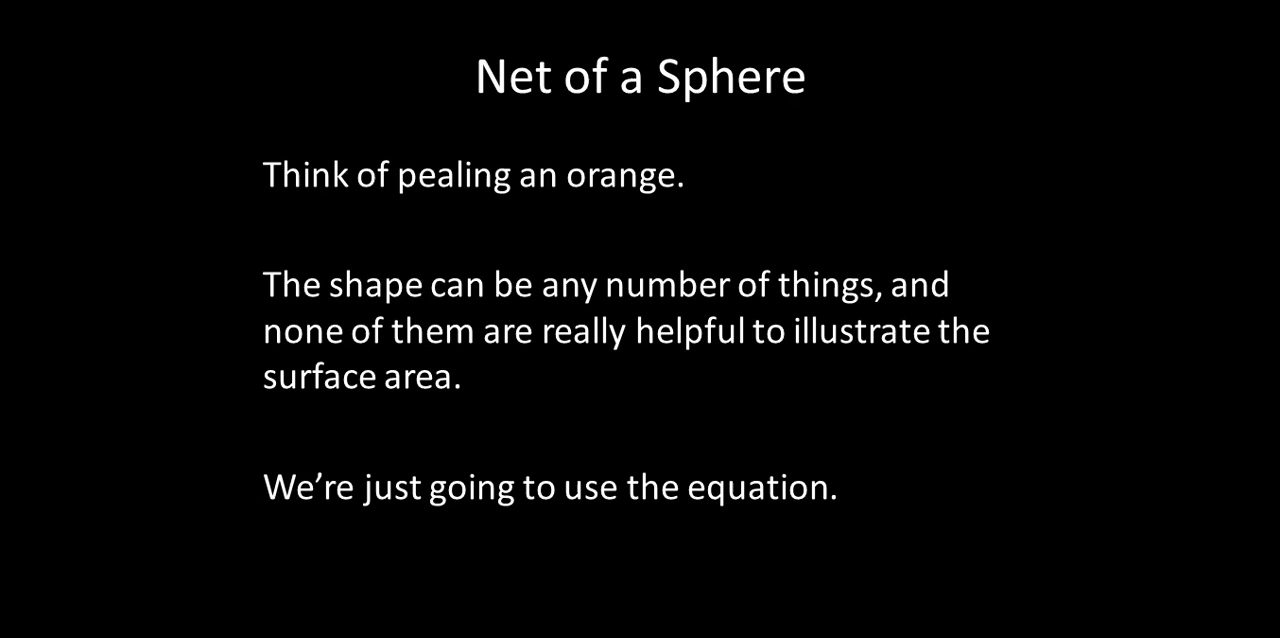 Net of a Sphere
Think of pealing an orange.
The shape can be any number of things, and
none of them are really helpful to illustrate the
surface area.
We’re just going to use the equation.